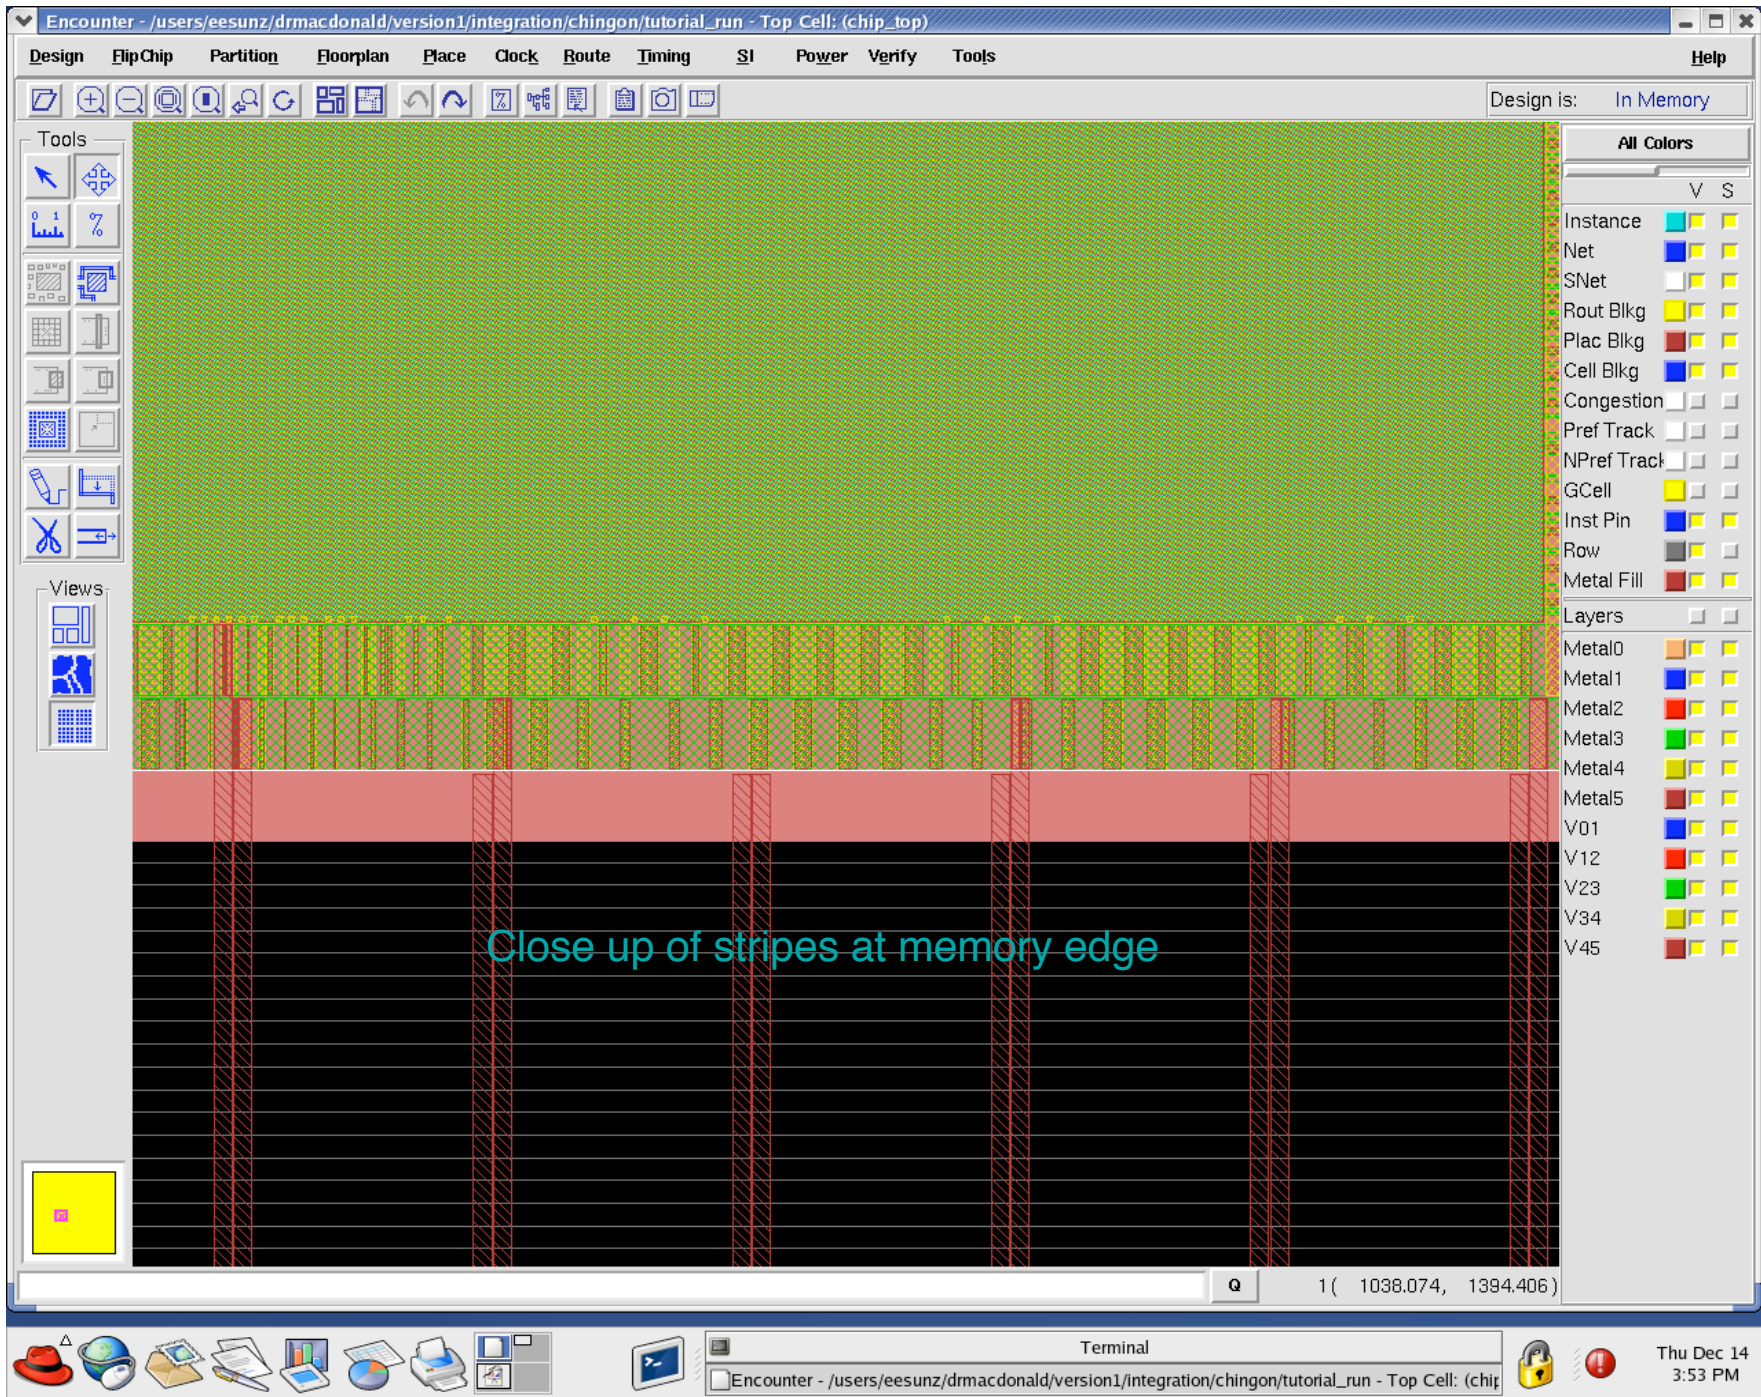 Encounter - /users/eesunz/drmacdonald/version1/integration/chingon/tutorial_run - Top Cell: (chip_top)
Design FlipChip Partition Floorplan Place Clock Route Timing SI Power Verify Tools Help
Design is: In Memory
Tools
All Colors
V S
0 1
Instance
Net
SNet
Rout Blkg
Plac Blkg
Cell Blkg
Congestion
Pref Track
NPref Track
GCell
Inst Pin
Row
Metal Fill
Views
Layers
Metal0
Metal1
Metal2
Metal3
Metal4
Metal5
V01
V12
V23
V34
V45
Close up of stripes at memory edge
Q 1( 1038.074, 1394.406)
Terminal
Encounter - /users/eesunz/drmacdonald/version1/integration/chingon/tutorial_run - Top Cell: (chip
Thu Dec 14
3:53 PM